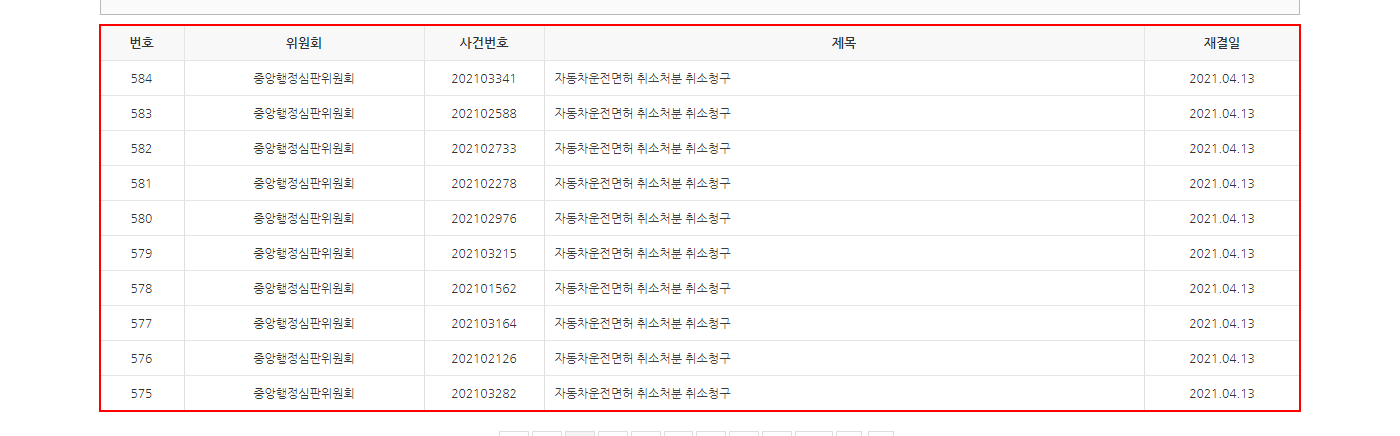 번호 위원회 사건번호 제목 재결일
584 중앙행정심판위원회 202103341 자동차운전면허 취소처분 취소청구 2021.04.13
583 중앙행정심판위원회 202102588 자동차운전면허 취소처분 취소청구 2021.04.13
582 중앙행정심판위원회 202102733 자동차운전면허 취소처분 취소청구 2021.04.13
581 중앙행정심판위원회 202102278 자동차운전면허 취소처분 취소청구 2021.04.13
580 중앙행정심판위원회 202102976 자동차운전면허 취소처분 취소청구 2021.04.13
579 중앙행정심판위원회 202103215 자동차운전면허 취소처분 취소청구 2021.04.13
578 중앙행정심판위원회 202101562 자동차운전면허 취소처분 취소청구 2021.04.13
577 중앙행정심판위원회 202103164 자동차운전면허 취소처분 취소청구 2021.04.13
576 중앙행정심판위원회 202102126 자동차운전면허 취소처분 취소청구 2021.04.13
575 중앙행정심판위원회 202103282 자동차운전면허 취소처분 취소청구 2021.04.13